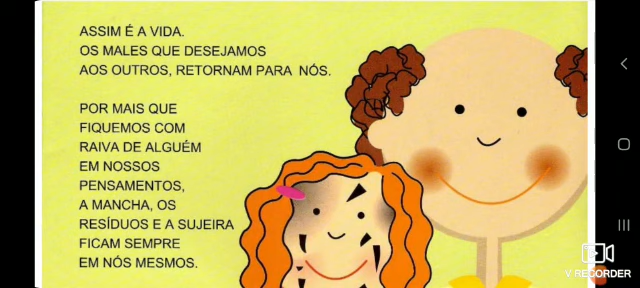 ASSIM É A VIDA.
OS MALES QUE DESEJAMOS
AOS OUTROS, RETORNAM PARA NÓS.
POR MAIS QUE
FIQUEMOS COM
RAIVA DE ALGUÉM
EM NOSSOS
PENSAMENTOS,
A MANCHA, OS
RESÍDUOS E A SUJEIRA
FICAM SEMPRE
EM NÓS MESMOS.
V RECORDER